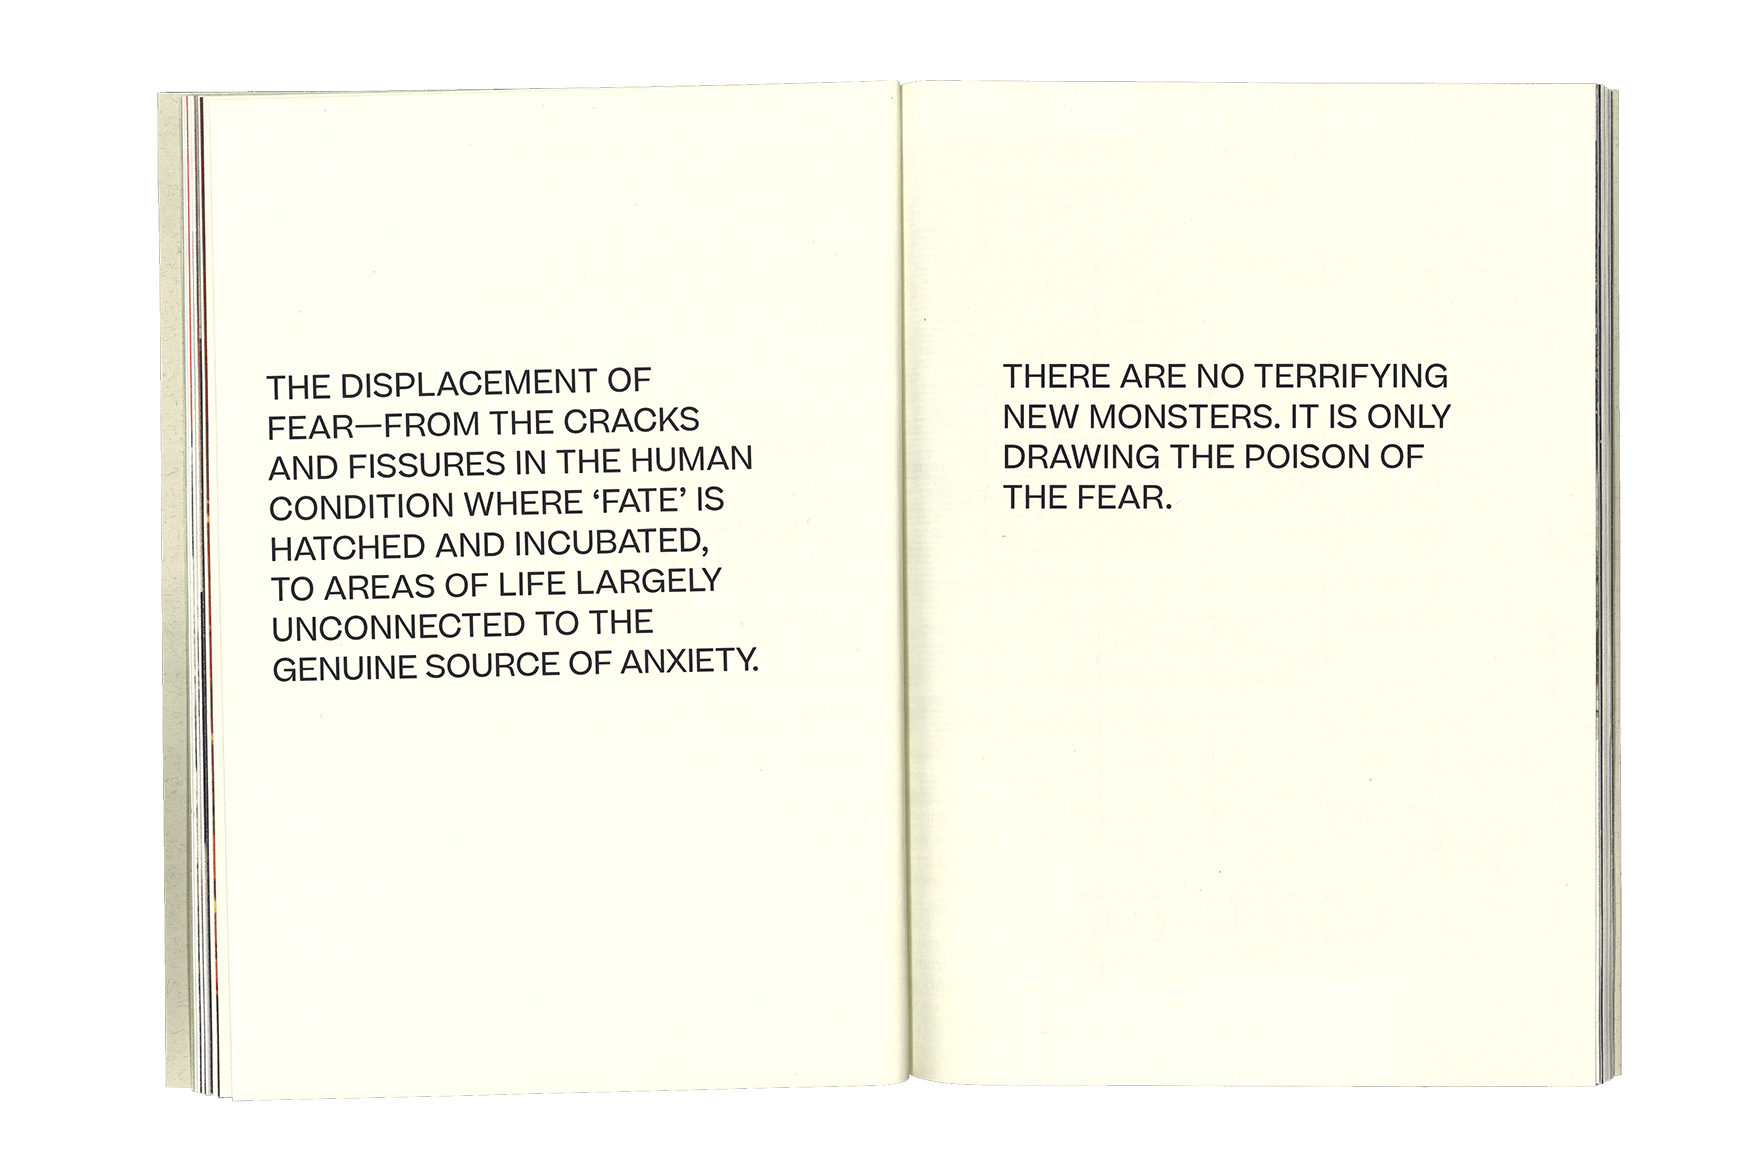 THE DISPLACEMENT OF
FEAR—FROM THE CRACKS
AND FISSURES IN THE HUMAN
CONDITION WHERE ‘FATE’ IS
HATCHED AND INCUBATED,
TO AREAS OF LIFE LARGELY
UNCONNECTED TO THE
GENUINE SOURCE OF ANXIETY.
THERE ARE NO TERRIFYING
NEW MONSTERS. IT IS ONLY
DRAWING THE POISON OF
THE FEAR.